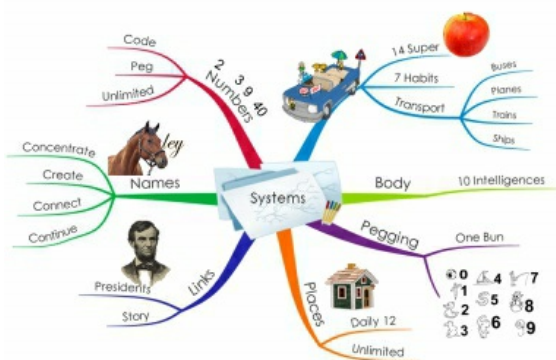 Code
Peg
Unlimited
Numbers
2 3 9 40
14 Super
7 Habits
Transport
Buses
Planes
Trains
Ships
Concentrate
Create
Connect
Continue
Names
ley
Systems
Body
10 Intelligences
Pegging
One Bun
0
1
2
3
4
5
6
7
8
9
Presidents
Story
Links
Places
Daily 12
Unlimited